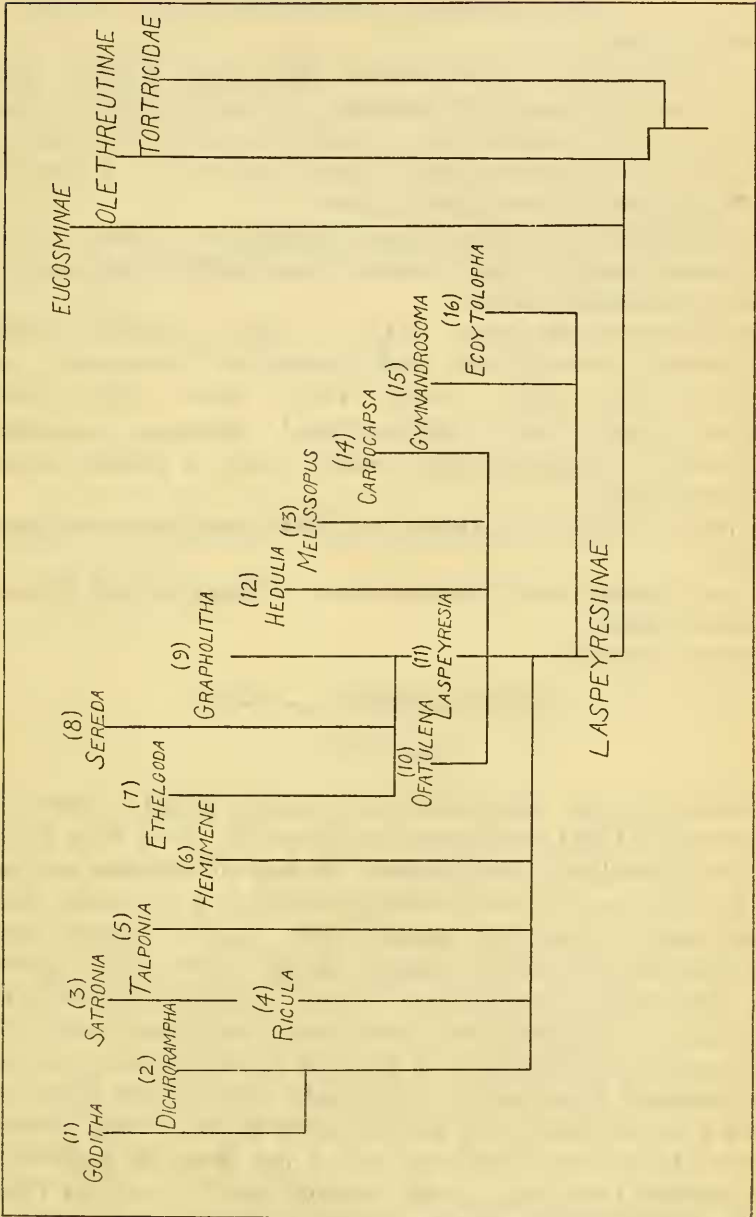 EUCOSMINAE
OLETHREUTINAE
TORTRICIDAE
(1)
GODITHA
(2)
DICHRORAMPHA
(3)
SATRONIA
(4)
RICULA
(5)
TALPONIA
(6)
HEMIMENE
(7)
ETHELGODA
(8)
SEREDA
(9)
GRAPHOLITHA
(10)
OFATULENA
(11)
LASPEYRESIA
(12)
HEDULIA
(13)
MELISSOPUS
(14)
CARPOCAPSA
(15)
GYMNANDROSOMA
(16)
ECDYTOLOPHA
LASPEYRESIINAE